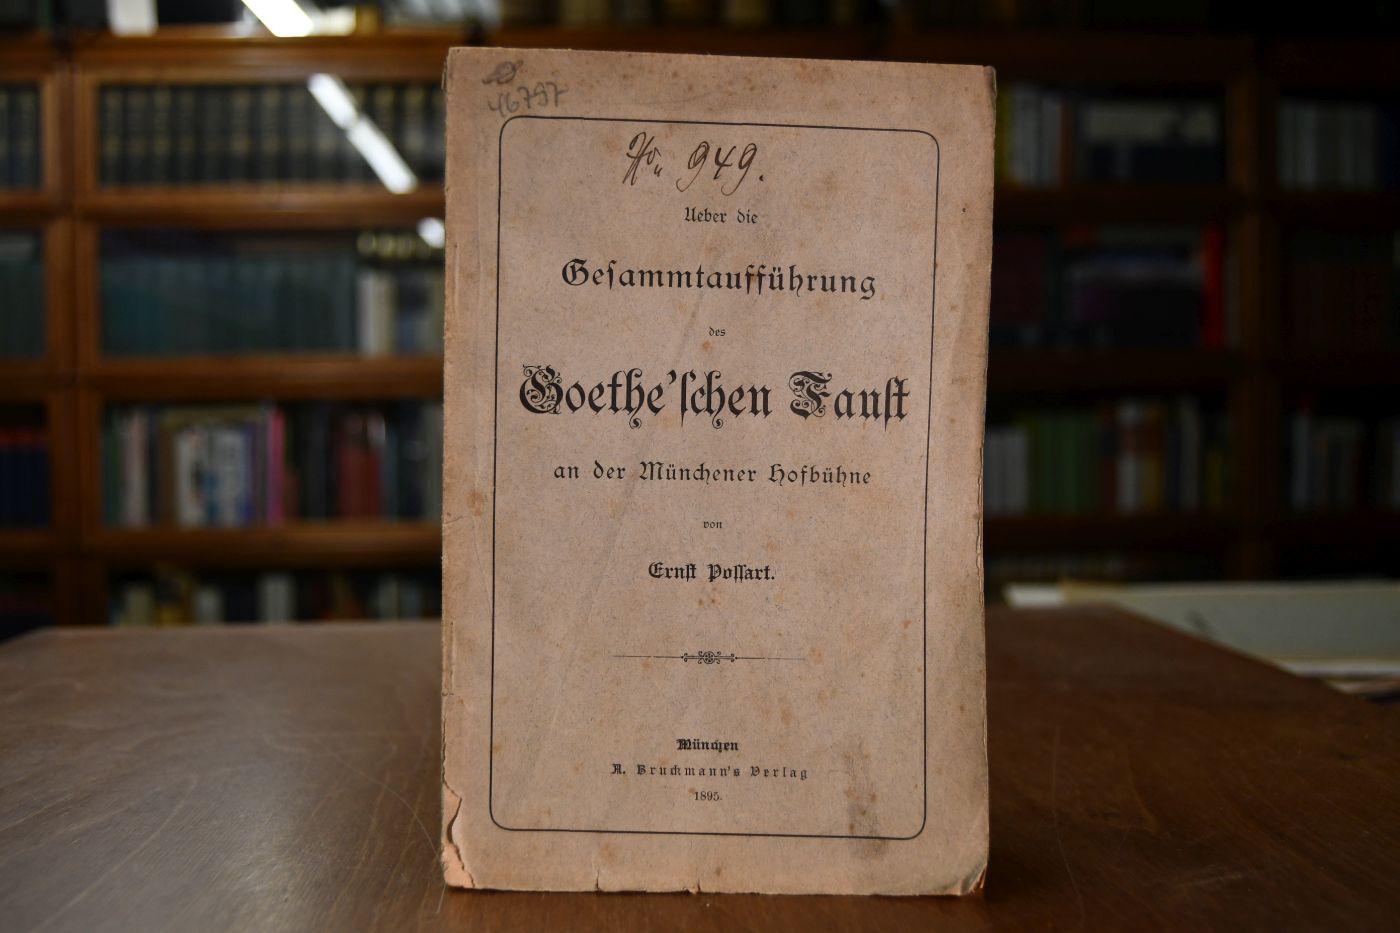 46797
No. 949.
Ueber die
Gesammtaufführung
des
Goethe'schen Faust
an der Münchener Hofbühne
von
Ernst Possart.
München
A. Bruckmann's Verlag
1895.